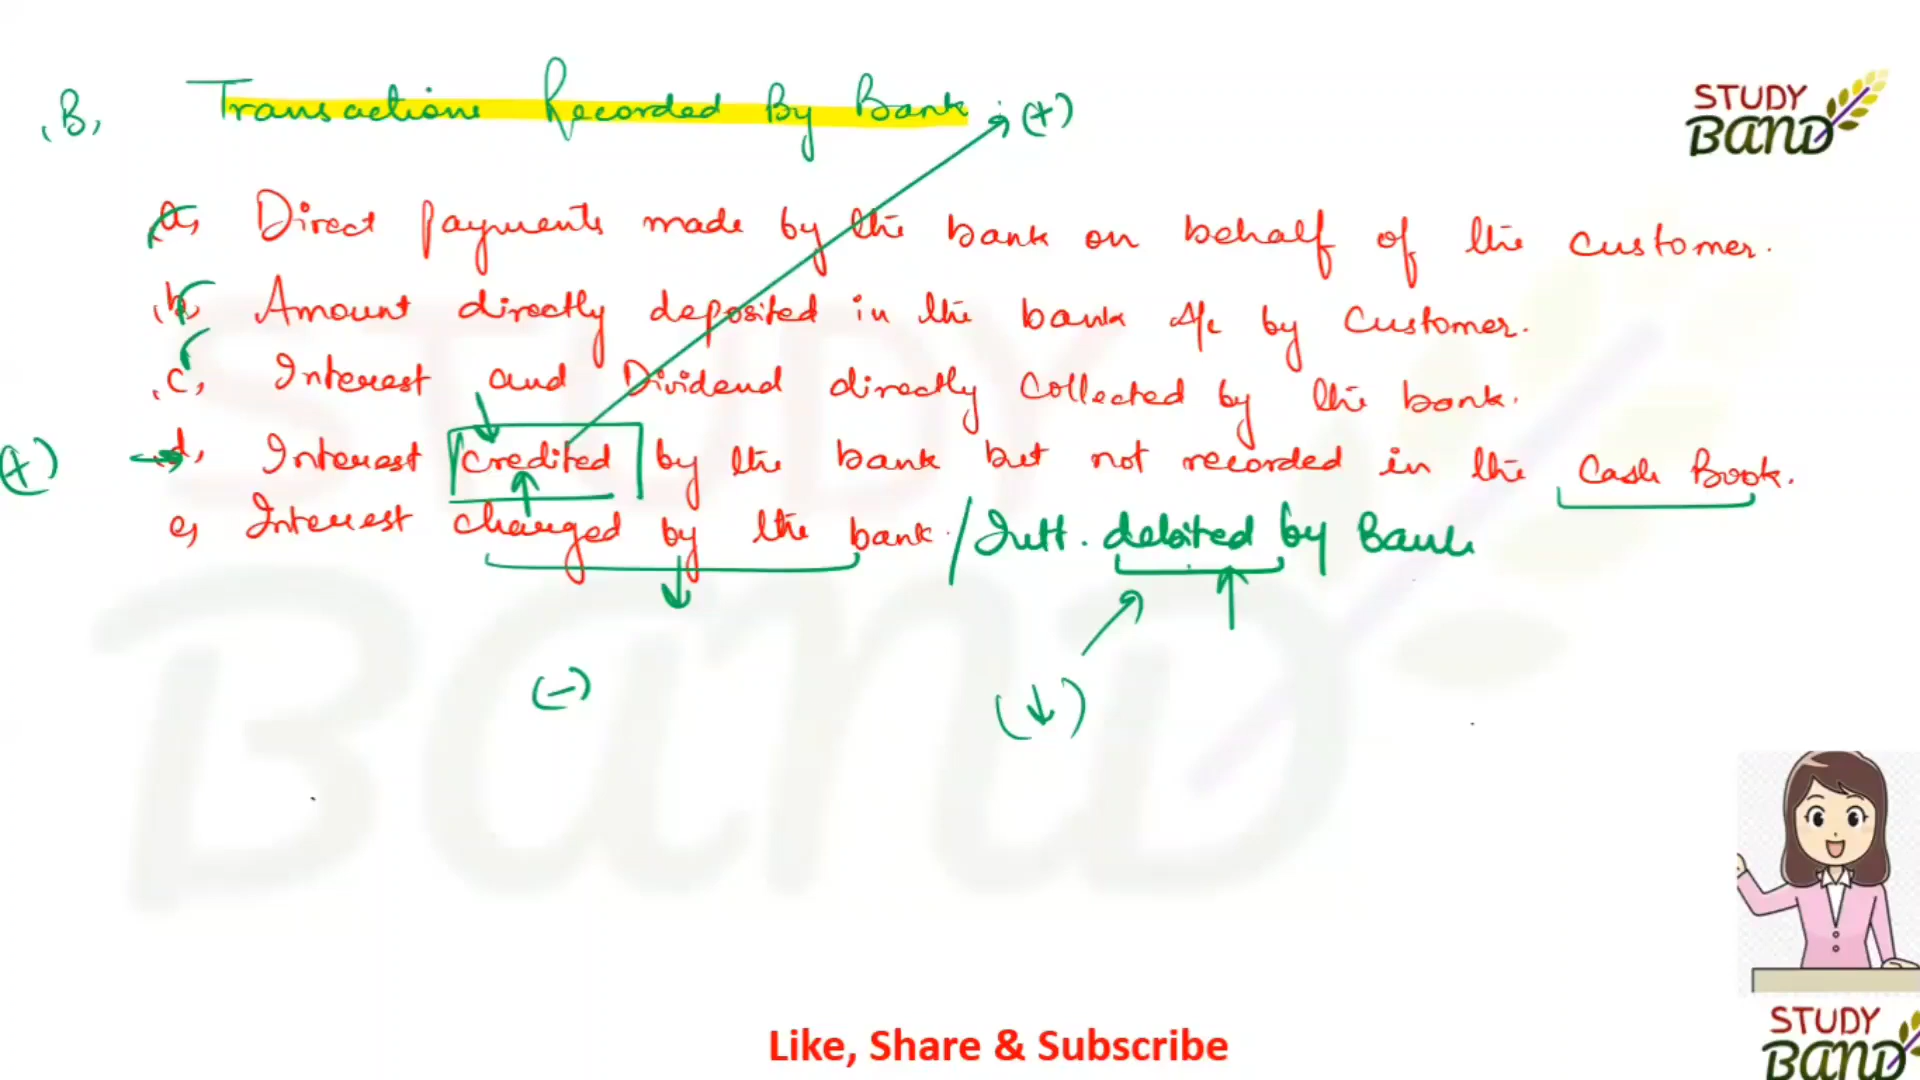 STUDY
BAND
(B) Transactions Recorded By Bank :(+)
a, Direct payments made by the bank on behalf of the customer.
(b, Amount directly deposited in the bank A/c by customer.
(c, Interest and Dividend directly collected by the bank.
(+) d, Interest credited by the bank but not recorded in the Cash Book.
e, Interest charged by the bank. / Intt. debited by Bank
(-) (↓)
Like, Share & Subscribe
STUDY
BAND
STUDY
BAND